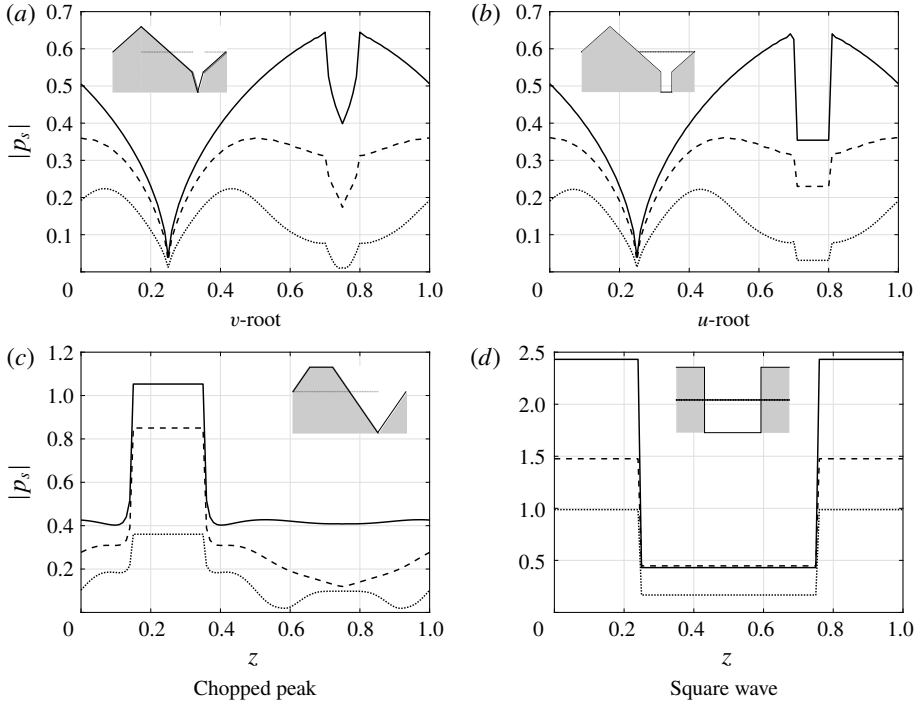 (a) (b)
0.7 0.7
0.6 0.6
0.5 0.5
|p_s| 0.4 0.4
0.3 0.3
0.2 0.2
0.1 0.1
0 0.2 0.4 0.6 0.8 1.0 0 0.2 0.4 0.6 0.8 1.0
v-root u-root
(c) (d)
1.2 2.5
1.0 2.0
0.8 1.5
|p_s| 0.6 1.0
0.4 0.5
0.2
0 0.2 0.4 0.6 0.8 1.0 0 0.2 0.4 0.6 0.8 1.0
z z
Chopped peak Square wave